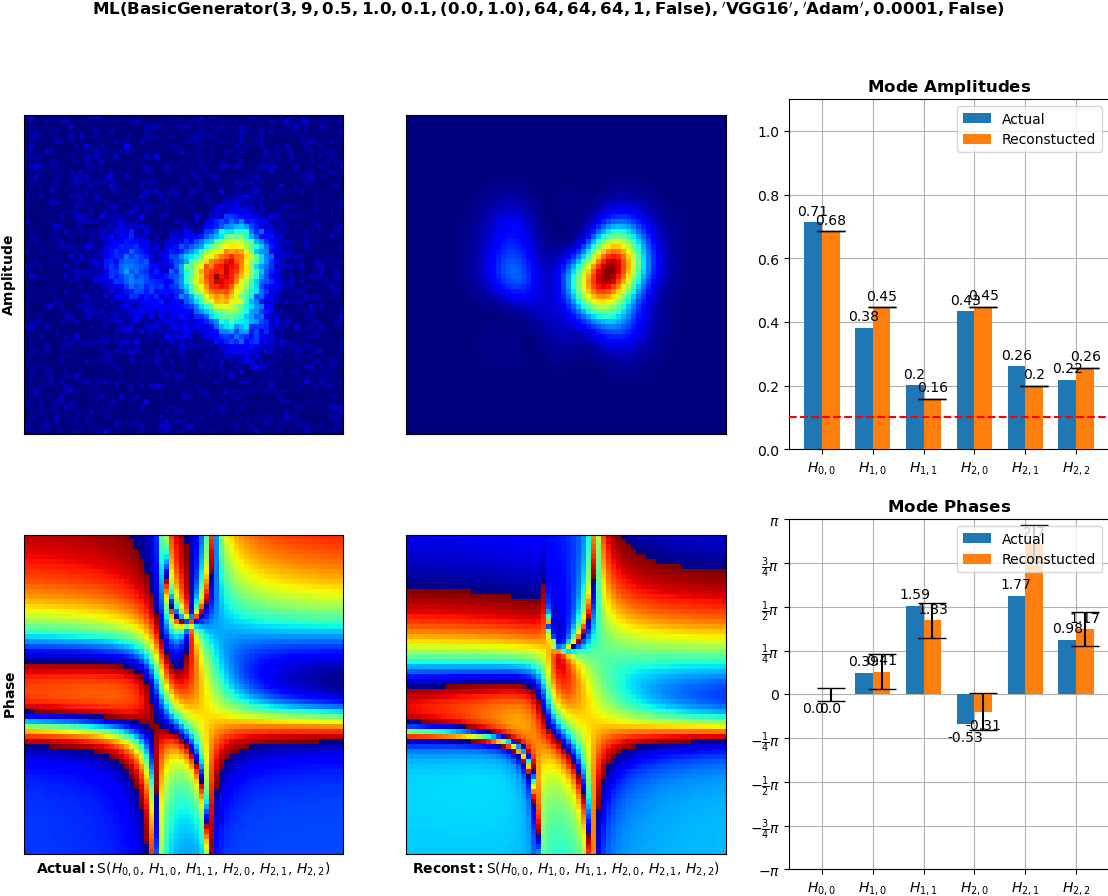 ML(BasicGenerator(3, 9, 0.5, 1.0, 0.1, (0.0, 1.0), 64, 64, 64, 1, False), ′VGG16′, ′Adam′, 0.0001, False)
Mode Amplitudes
Amplitude
Actual
Reconstucted
1.0
0.8
0.6
0.4
0.2
0.0
0.71
0.68
0.38
0.45
0.2
0.16
0.43
0.45
0.26
0.2
0.22
0.26
H0, 0 H1, 0 H1, 1 H2, 0 H2, 1 H2, 2
Mode Phases
Phase
Actual
Reconstucted
π
3/4π
1/2π
1/4π
0
−1/4π
−1/2π
−3/4π
−π
0.0
0.0
0.39
0.41
1.59
1.33
-0.53
-0.31
1.77
0.98
1.17
H0, 0 H1, 0 H1, 1 H2, 0 H2, 1 H2, 2
Actual: S(H0, 0, H1, 0, H1, 1, H2, 0, H2, 1, H2, 2)
Reconst: S(H0, 0, H1, 0, H1, 1, H2, 0, H2, 1, H2, 2)